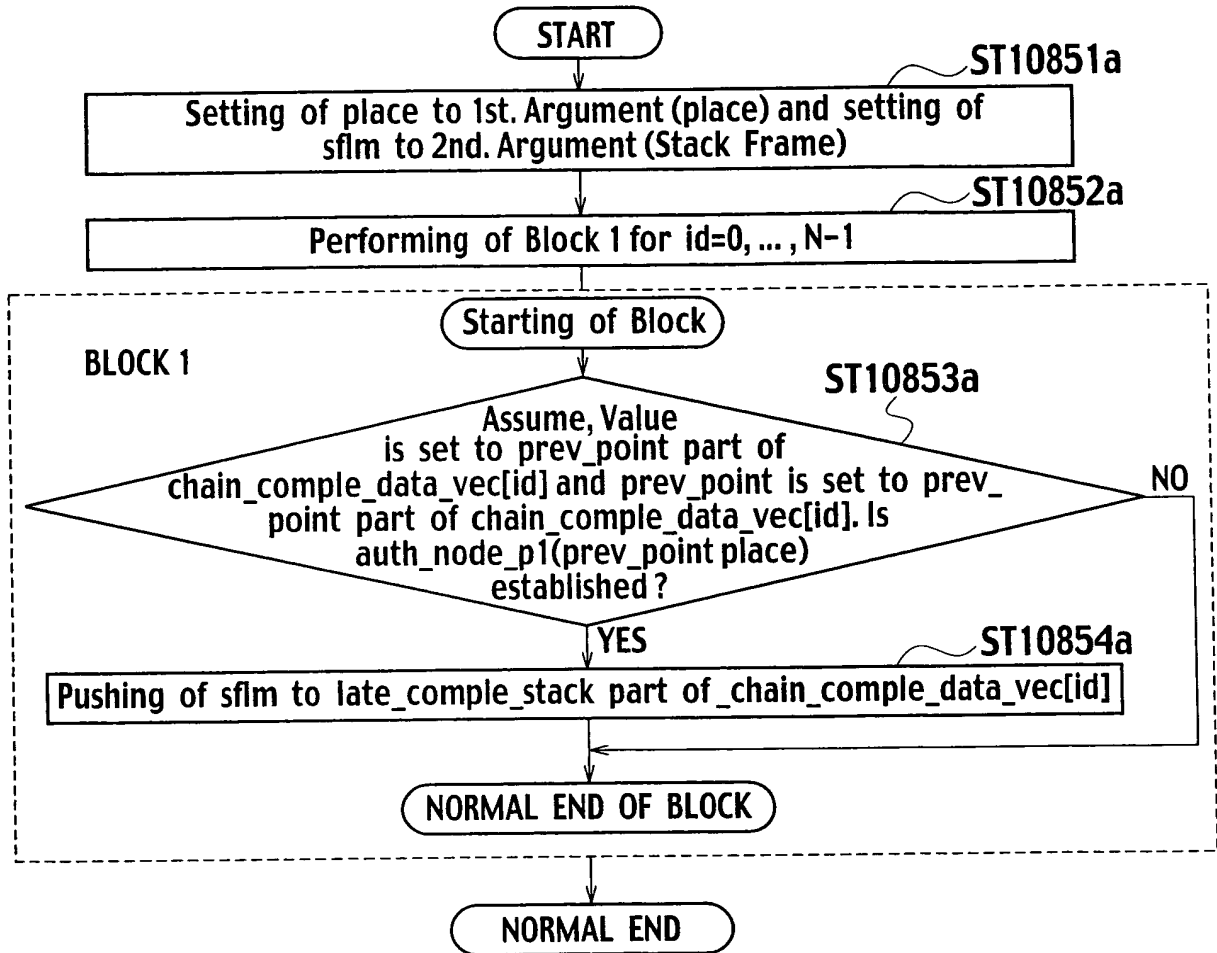 START
ST10851a
Setting of place to 1st. Argument (place) and setting of
sflm to 2nd. Argument (Stack Frame)
ST10852a
Performing of Block 1 for id=0, ... , N-1
Starting of Block
BLOCK 1
ST10853a
Assume, Value
is set to prev_point part of
chain_comple_data_vec[id] and prev_point is set to prev_
point part of chain_comple_data_vec[id]. Is
auth_node_p1(prev_point place)
established ?
NO
YES
ST10854a
Pushing of sflm to late_comple_stack part of _chain_comple_data_vec[id]
NORMAL END OF BLOCK
NORMAL END